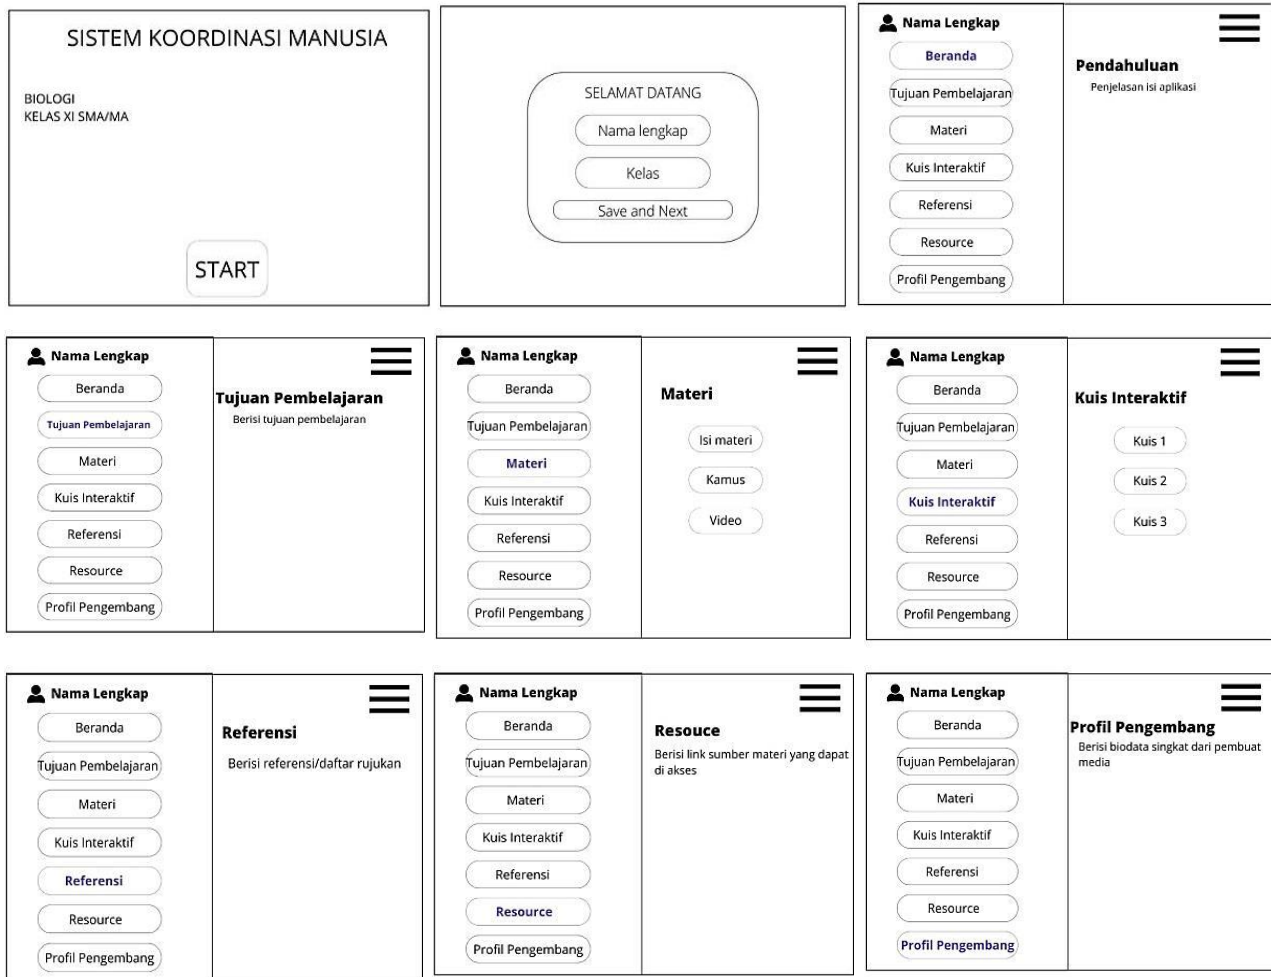 SISTEM KOORDINASI MANUSIA
BIOLOGI
KELAS XI SMA/MA
START
SELAMAT DATANG
Nama lengkap
Kelas
Save and Next
Nama Lengkap
Beranda
Tujuan Pembelajaran
Materi
Kuis Interaktif
Referensi
Resource
Profil Pengembang
Pendahuluan
Penjelasan isi aplikasi
Nama Lengkap
Beranda
Tujuan Pembelajaran
Materi
Kuis Interaktif
Referensi
Resource
Profil Pengembang
Tujuan Pembelajaran
Berisi tujuan pembelajaran
Nama Lengkap
Beranda
Tujuan Pembelajaran
Materi
Kuis Interaktif
Referensi
Resource
Profil Pengembang
Materi
Isi materi
Kamus
Video
Nama Lengkap
Beranda
Tujuan Pembelajaran
Materi
Kuis Interaktif
Referensi
Resource
Profil Pengembang
Kuis Interaktif
Kuis 1
Kuis 2
Kuis 3
Nama Lengkap
Beranda
Tujuan Pembelajaran
Materi
Kuis Interaktif
Referensi
Resource
Profil Pengembang
Referensi
Berisi referensi/daftar rujukan
Nama Lengkap
Beranda
Tujuan Pembelajaran
Materi
Kuis Interaktif
Referensi
Resource
Profil Pengembang
Resouce
Berisi link sumber materi yang dapat
di akses
Nama Lengkap
Beranda
Tujuan Pembelajaran
Materi
Kuis Interaktif
Referensi
Resource
Profil Pengembang
Profil Pengembang
Berisi biodata singkat dari pembuat
media